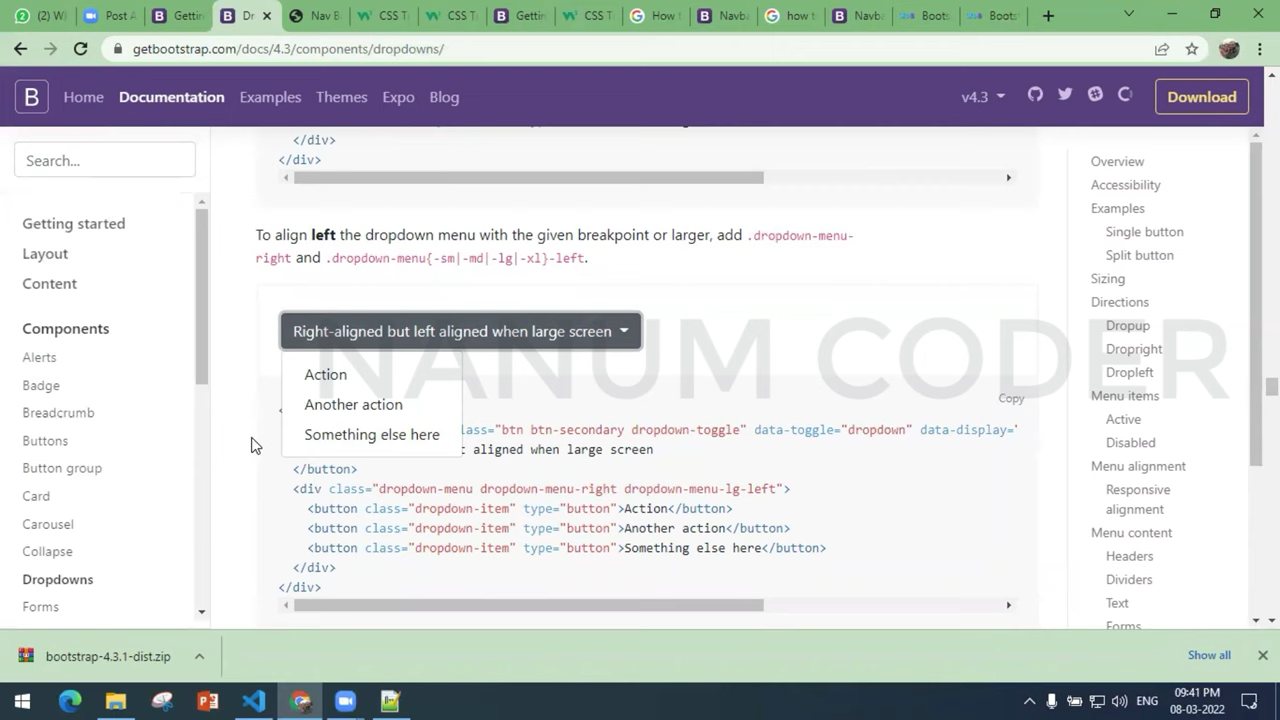 (2) W
Post A
Gettin
Dr
Nav B
CSS T
CSS T
Gettin
CSS T
How t
Navba
how t
Navba
Boots
Boots
getbootstrap.com/docs/4.3/components/dropdowns/
B
Home
Documentation
Examples
Themes
Expo
Blog
v4.3
Download
Search...
Getting started
Layout
Content
Components
Alerts
Badge
Breadcrumb
Buttons
Button group
Card
Carousel
Collapse
Dropdowns
Forms
</div>
</div>
To align left the dropdown menu with the given breakpoint or larger, add .dropdown-menu-
right and .dropdown-menu{-sm|-md|-lg|-xl}-left.
Right-aligned but left aligned when large screen
Action
Another action
Something else here
Copy
lass="btn btn-secondary dropdown-toggle" data-toggle="dropdown" data-display="
t aligned when large screen
</button>
<div class="dropdown-menu dropdown-menu-right dropdown-menu-lg-left">
<button class="dropdown-item" type="button">Action</button>
<button class="dropdown-item" type="button">Another action</button>
<button class="dropdown-item" type="button">Something else here</button>
</div>
</div>
NANUM CODER
Overview
Accessibility
Examples
Single button
Split button
Sizing
Directions
Dropup
Dropright
Dropleft
Menu items
Active
Disabled
Menu alignment
Responsive
alignment
Menu content
Headers
Dividers
Text
Forms
bootstrap-4.3.1-dist.zip
Show all
ENG
09:41 PM
08-03-2022